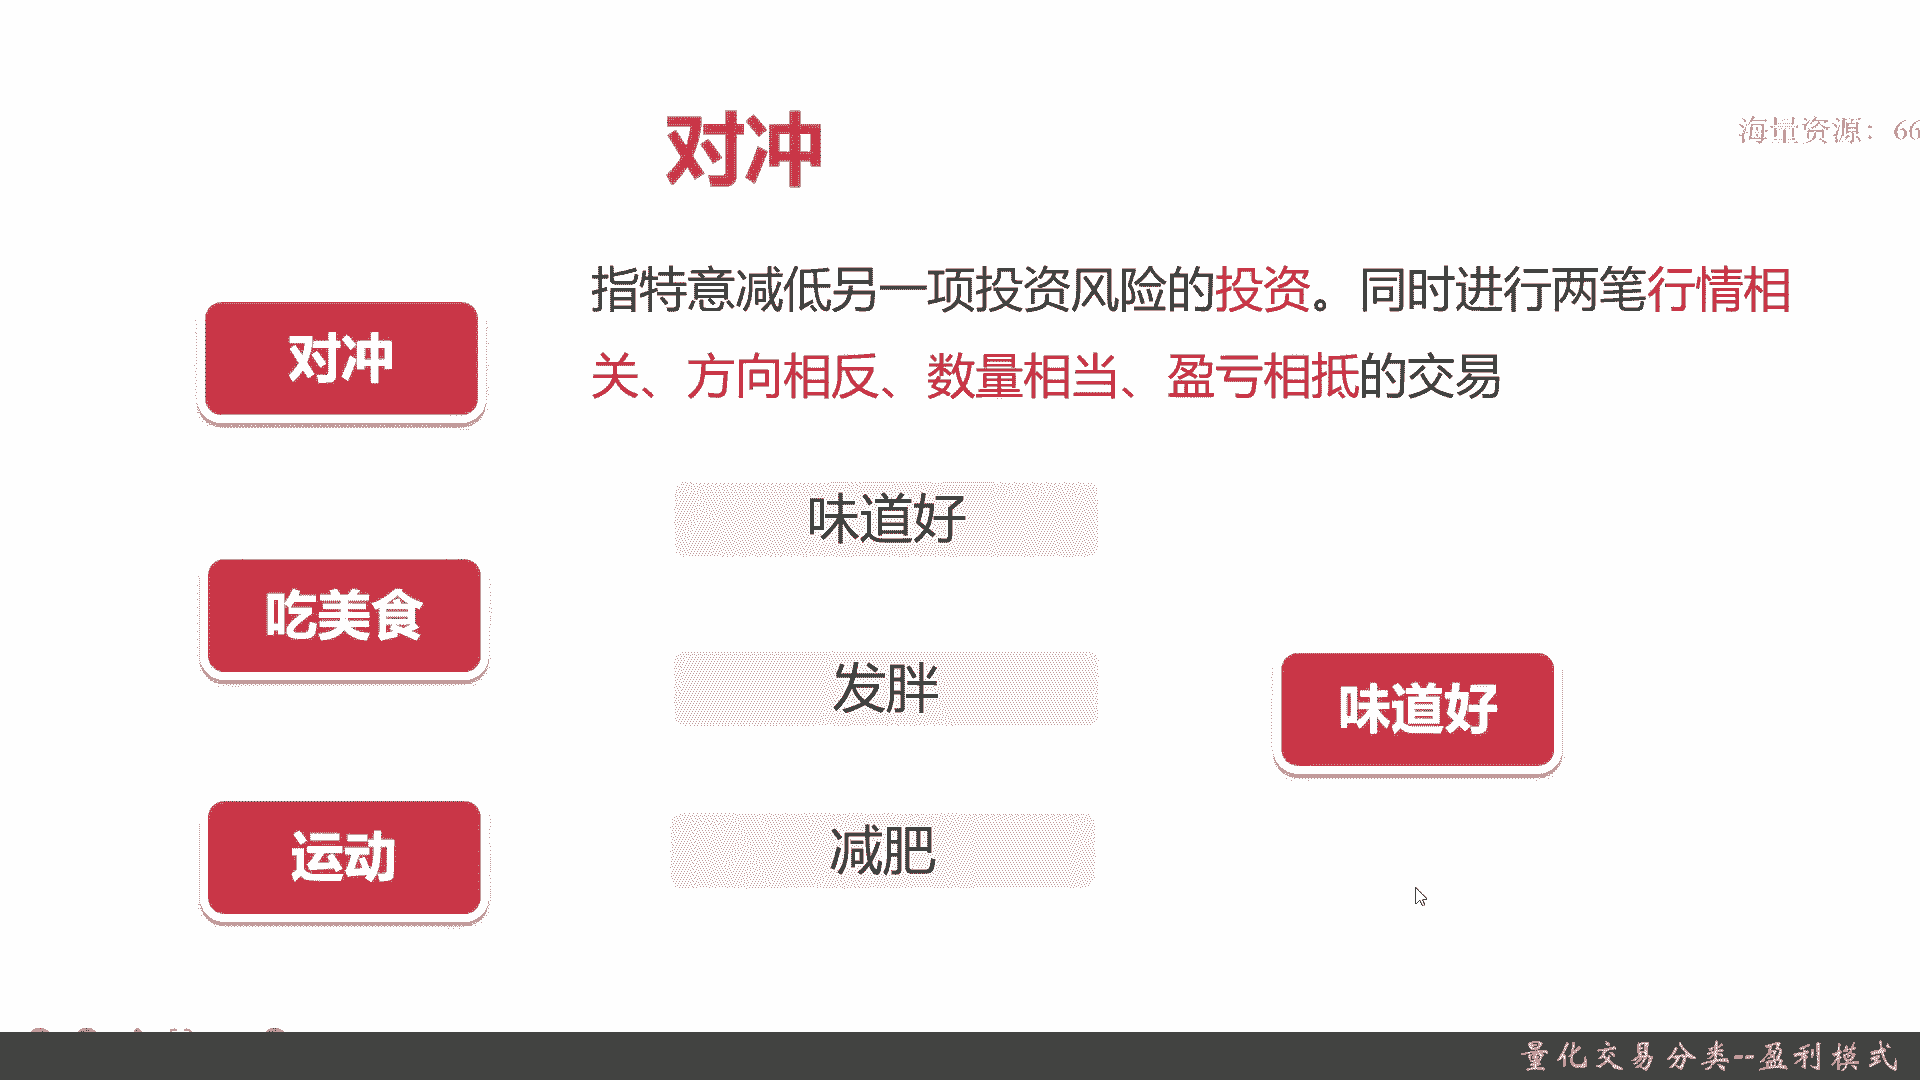 对冲
海量资源：66
对冲
指特意减低另一项投资风险的投资。同时进行两笔行情相
关、方向相反、数量相当、盈亏相抵的交易
味道好
吃美食
发胖
味道好
运动
减肥
量化交易分类--盈利模式